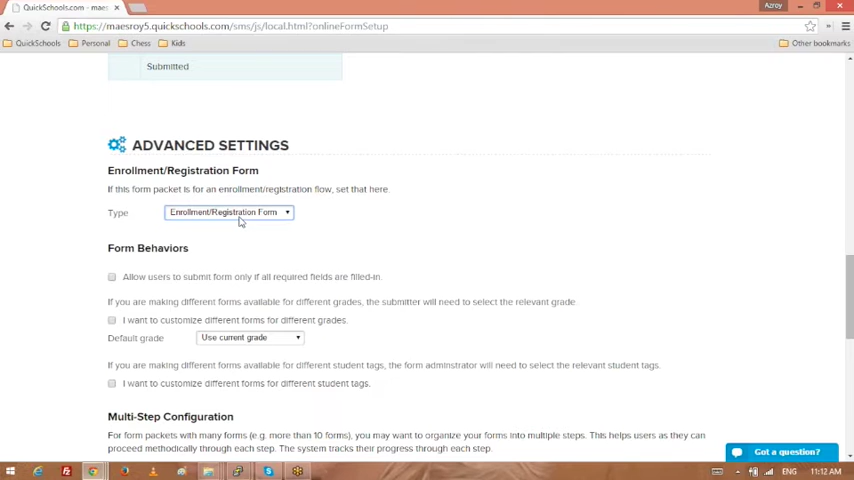 QuickSchools.com - maes
Azroy
https://maesroy5.quickschools.com/sms/js/local.html?onlineFormSetup
QuickSchools
Personal
Chess
Kids
Other bookmarks
Submitted
ADVANCED SETTINGS
Enrollment/Registration Form
If this form packet is for an enrollment/registration flow, set that here.
Type
Enrollment/Registration Form
Form Behaviors
Allow users to submit form only if all required fields are filled-in.
If you are making different forms available for different grades, the submitter will need to select the relevant grade.
I want to customize different forms for different grades.
Default grade
Use current grade
If you are making different forms available for different student tags, the form adminstrator will need to select the relevant student tags.
I want to customize different forms for different student tags.
Multi-Step Configuration
For form packets with many forms (e.g. more than 10 forms), you may want to organize your forms into multiple steps. This helps users as they can
proceed methodically through each step. The system tracks their progress through each step.
Got a question?
ENG
11:12 AM